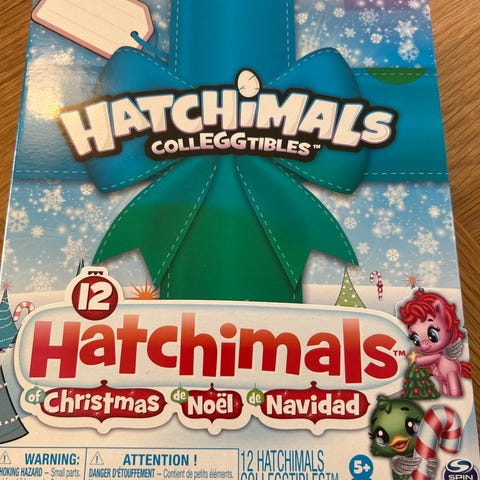 HATCHiMALS
COLLEGGTIBLES™
12
Hatchimals™
of Christmas de Noël de Navidad
WARNING:
CHOKING HAZARD — Small parts.
ATTENTION !
DANGER D'ÉTOUFFEMENT — Contient de petits éléments.
12 HATCHIMALS
COLLEGGTIBLES™
5+
SPIN